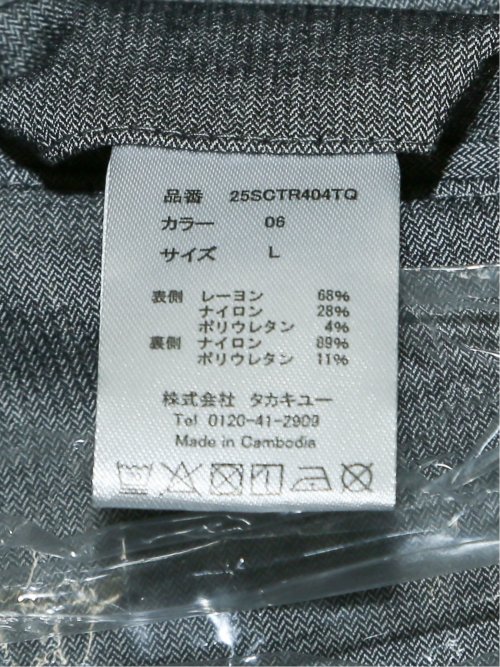 品番 25SCTR404TQ
カラー 06
サイズ L
表側 レーヨン 68%
ナイロン 28%
ポリウレタン 4%
裏側 ナイロン 89%
ポリウレタン 11%
株式会社 タカキュー
Tel 0120-41-2909
Made in Cambodia